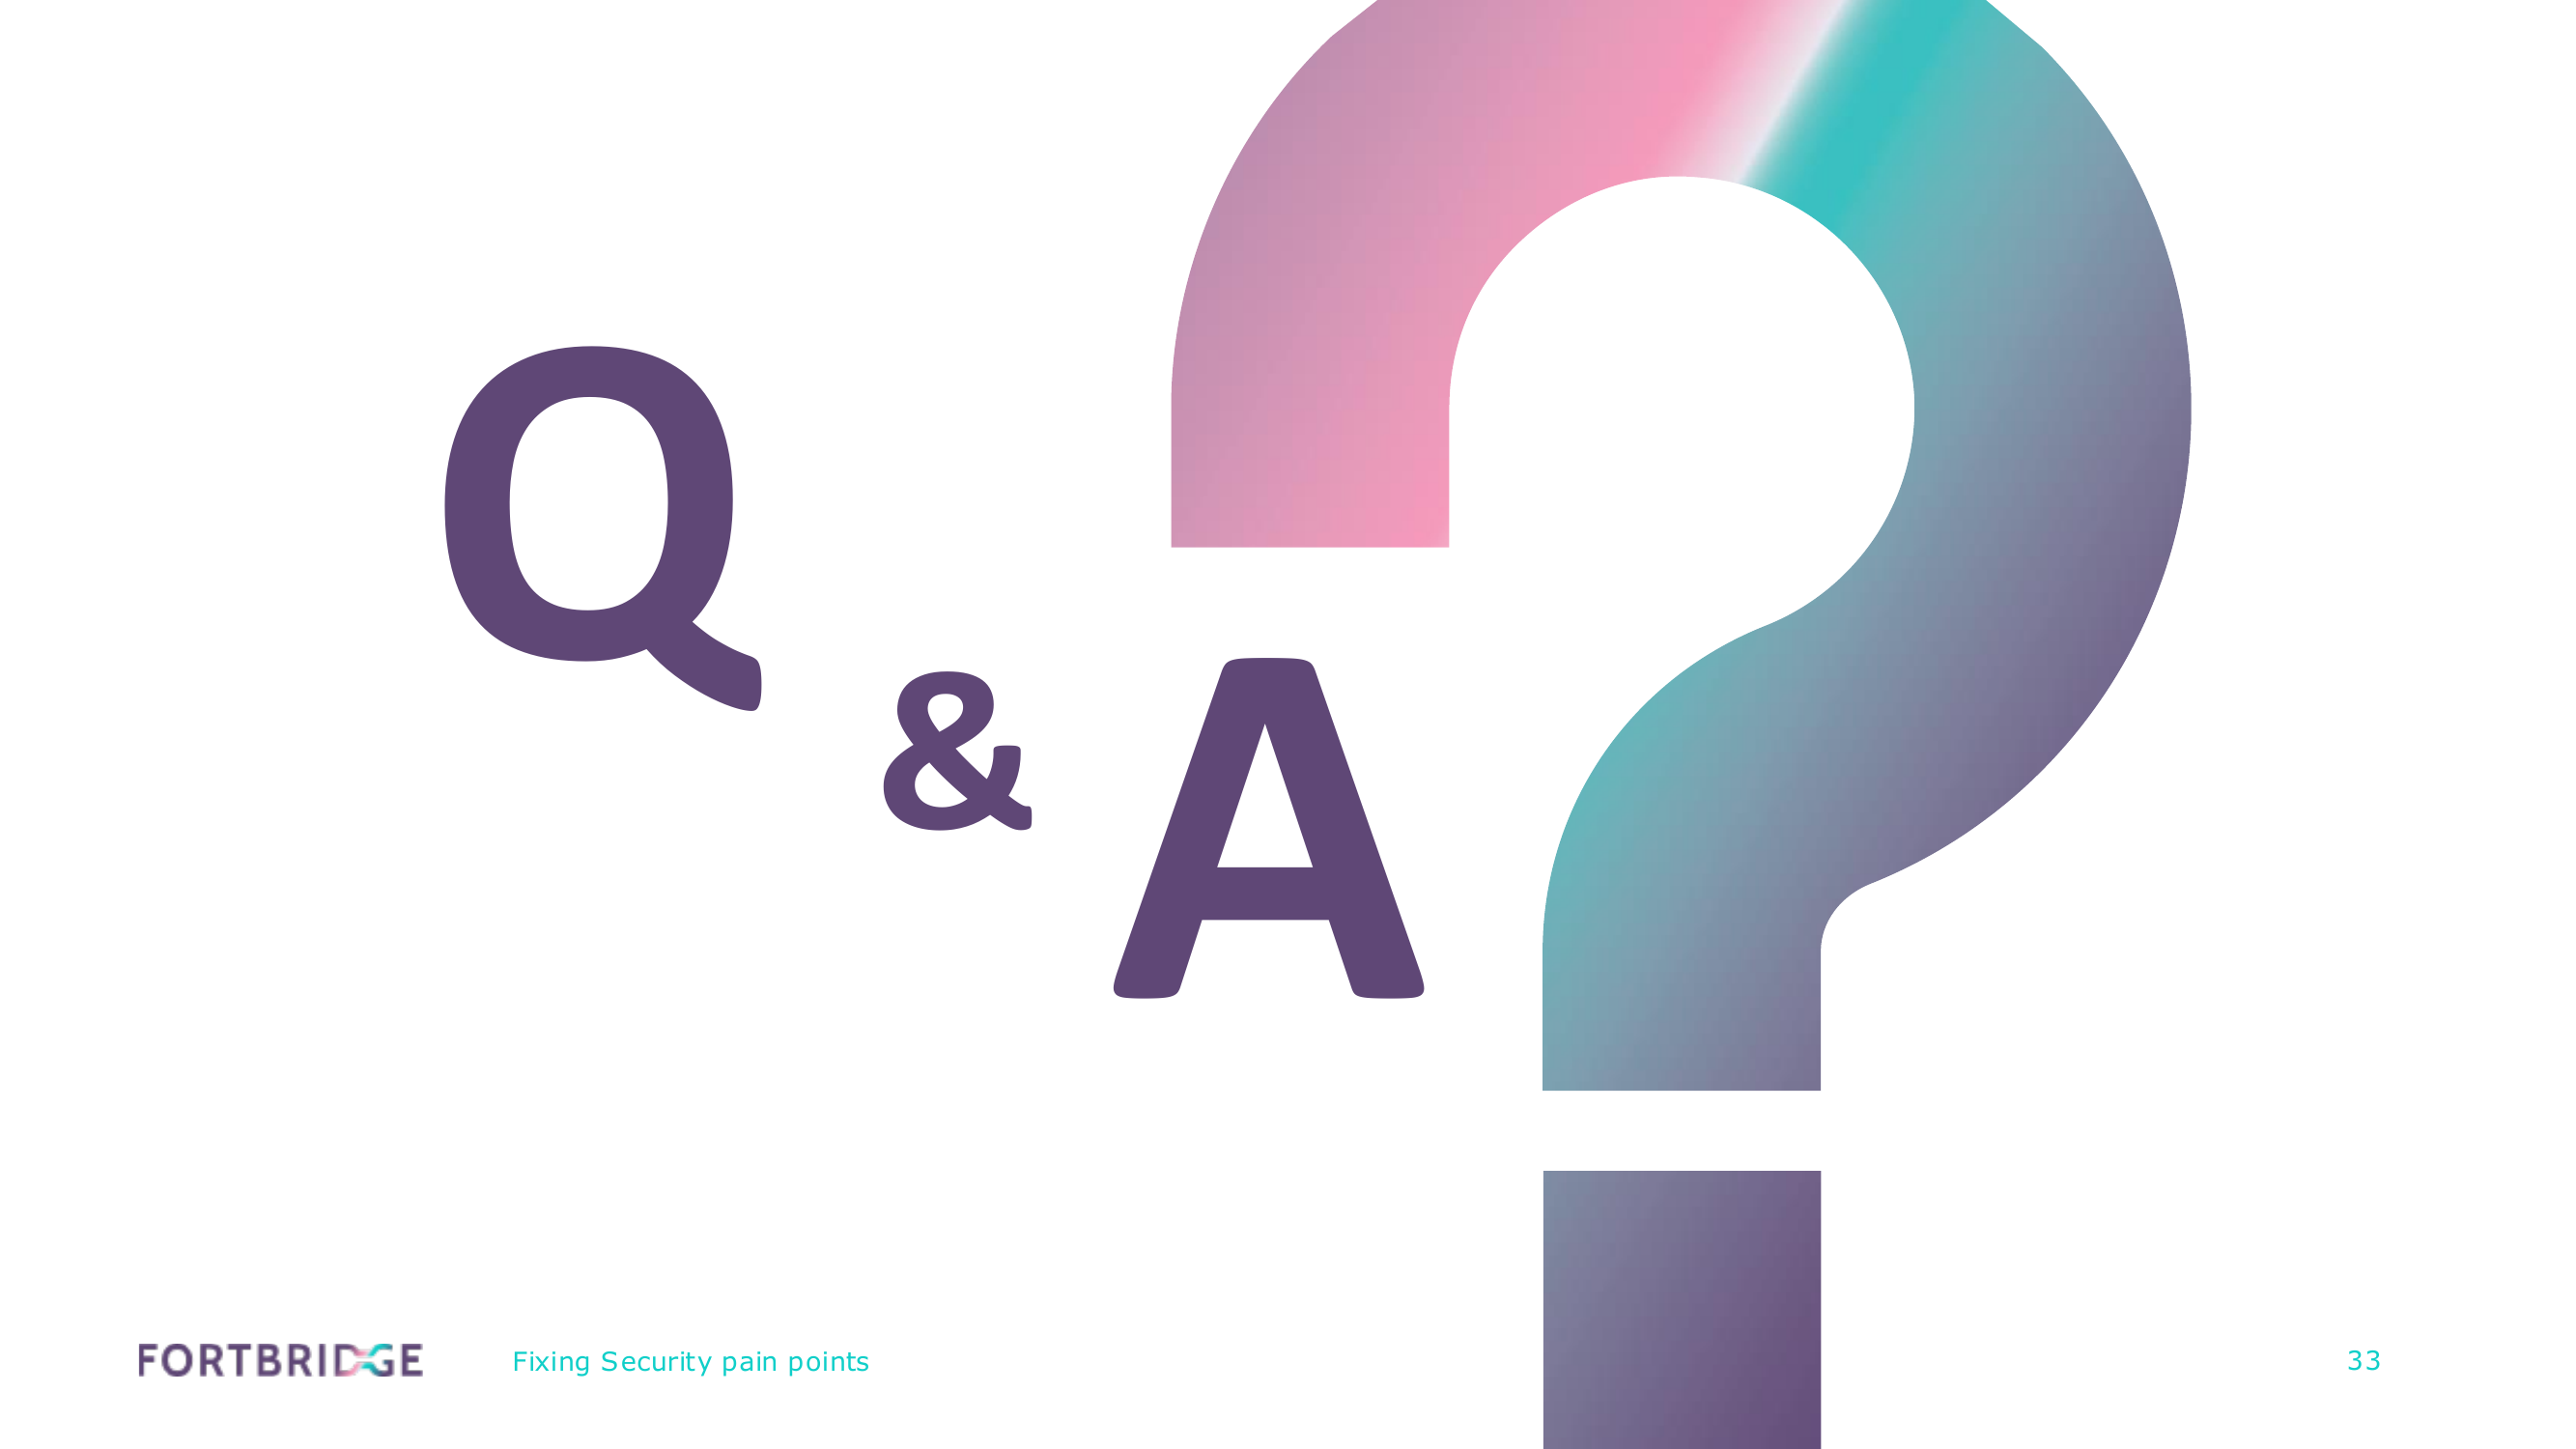 Q
&
A
?
FORTBRIDGE
Fixing Security pain points
33